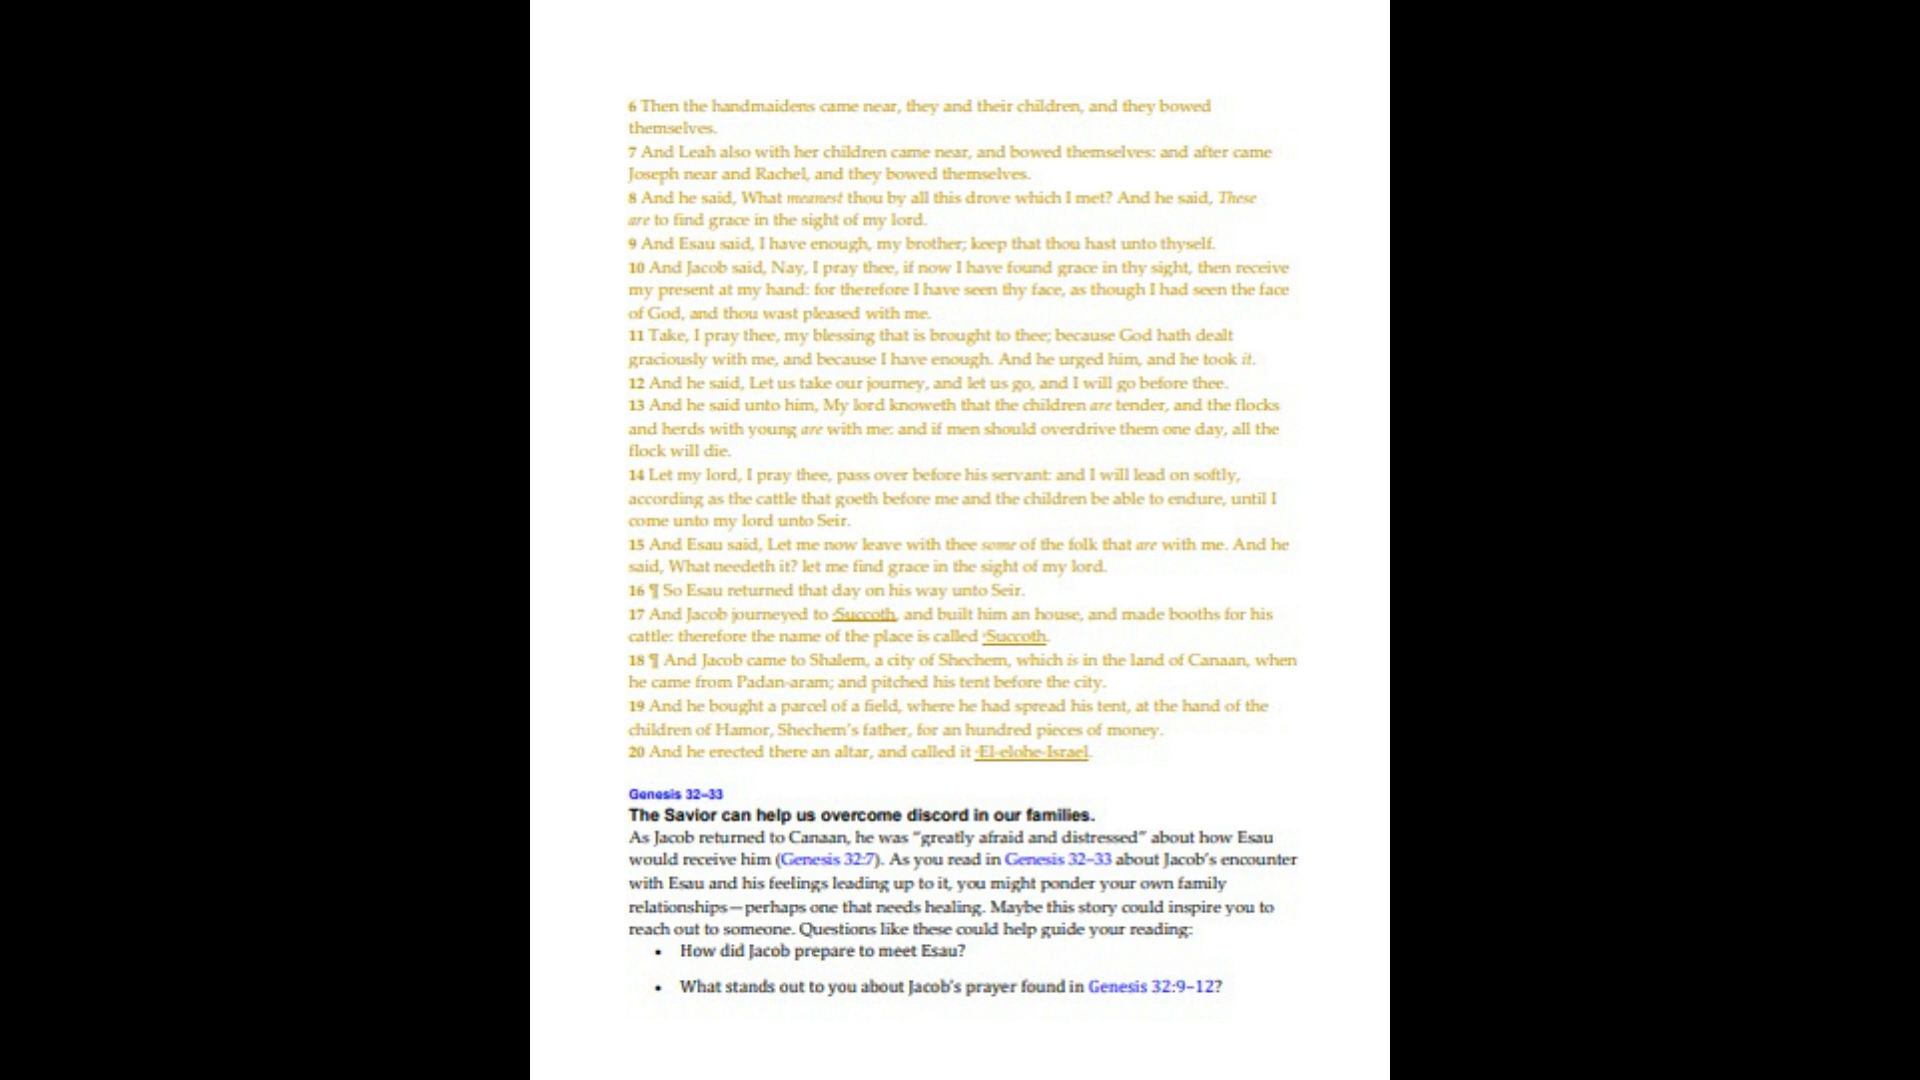 6 Then the handmaidens came near, they and their children, and they bowed
themselves.
7 And Leah also with her children came near, and bowed themselves: and after came
Joseph near and Rachel, and they bowed themselves.
8 And he said, What meanest thou by all this drove which I met? And he said, These
are to find grace in the sight of my lord.
9 And Esau said, I have enough, my brother; keep that thou hast unto thyself.
10 And Jacob said, Nay, I pray thee, if now I have found grace in thy sight, then receive
my present at my hand: for therefore I have seen thy face, as though I had seen the face
of God, and thou wast pleased with me.
11 Take, I pray thee, my blessing that is brought to thee; because God hath dealt
graciously with me, and because I have enough. And he urged him, and he took it.
12 And he said, Let us take our journey, and let us go, and I will go before thee.
13 And he said unto him, My lord knoweth that the children are tender, and the flocks
and herds with young are with me: and if men should overdrive them one day, all the
flock will die.
14 Let my lord, I pray thee, pass over before his servant: and I will lead on softly,
according as the cattle that goeth before me and the children be able to endure, until I
come unto my lord unto Seir.
15 And Esau said, Let me now leave with thee some of the folk that are with me. And he
said, What needeth it? let me find grace in the sight of my lord.
16 ¶ So Esau returned that day on his way unto Seir.
17 And Jacob journeyed to Succoth, and built him an house, and made booths for his
cattle: therefore the name of the place is called Succoth.
18 ¶ And Jacob came to Shalem, a city of Shechem, which is in the land of Canaan, when
he came from Padan-aram; and pitched his tent before the city.
19 And he bought a parcel of a field, where he had spread his tent, at the hand of the
children of Hamor, Shechem's father, for an hundred pieces of money.
20 And he erected there an altar, and called it El-elohe-Israel.
Genesis 32–33
The Savior can help us overcome discord in our families.
As Jacob returned to Canaan, he was “greatly afraid and distressed” about how Esau
would receive him (Genesis 32:7). As you read in Genesis 32–33 about Jacob's encounter
with Esau and his feelings leading up to it, you might ponder your own family
relationships—perhaps one that needs healing. Maybe this story could inspire you to
reach out to someone. Questions like these could help guide your reading:
• How did Jacob prepare to meet Esau?
• What stands out to you about Jacob's prayer found in Genesis 32:9–12?